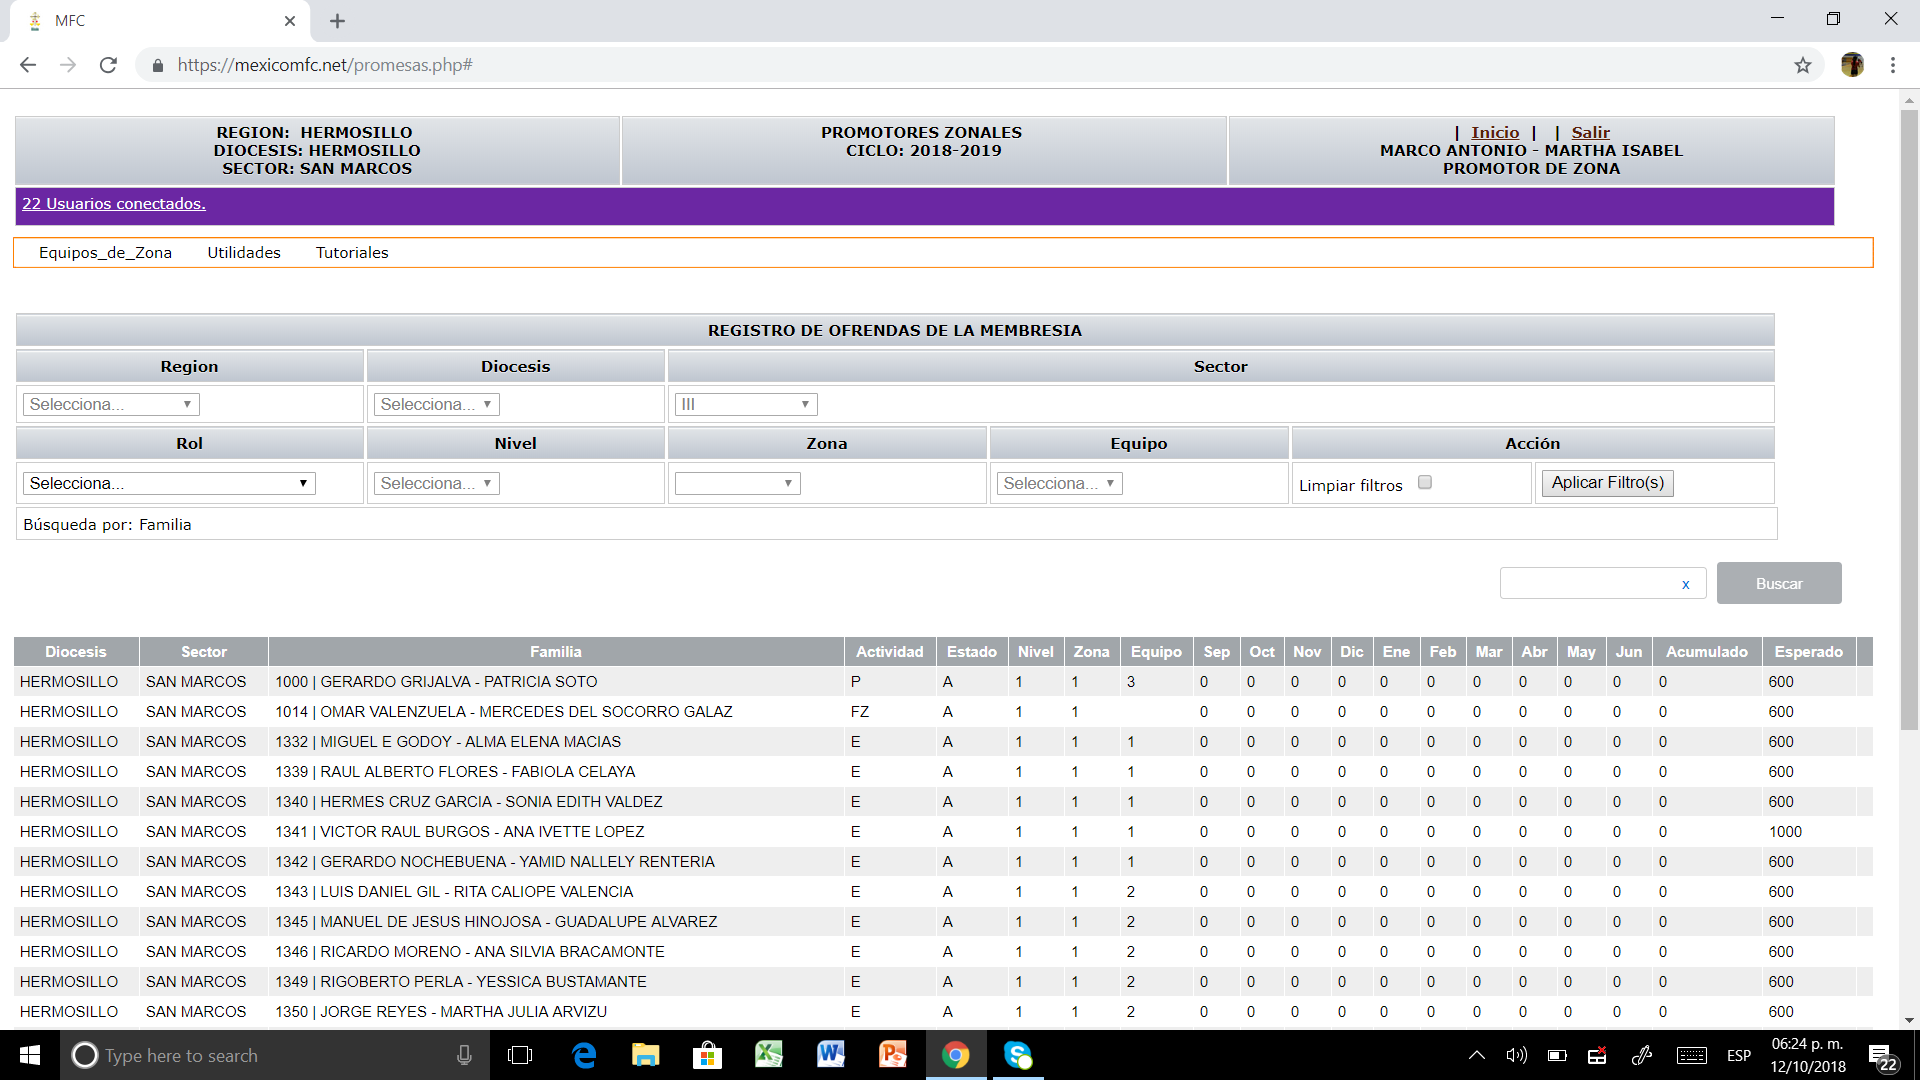 MFC
https://mexicomfc.net/promesas.php#
REGION: HERMOSILLO
DIOCESIS: HERMOSILLO
SECTOR: SAN MARCOS
PROMOTORES ZONALES
CICLO: 2018-2019
| Inicio | | Salir
MARCO ANTONIO - MARTHA ISABEL
PROMOTOR DE ZONA
22 Usuarios conectados.
Equipos_de_Zona Utilidades Tutoriales
REGISTRO DE OFRENDAS DE LA MEMBRESIA
Region Diocesis Sector
Selecciona... Selecciona... III
Rol Nivel Zona Equipo Acción
Selecciona... Selecciona... Selecciona... Limpiar filtros Aplicar Filtro(s)
Búsqueda por: Familia
x Buscar
Diocesis Sector Familia Actividad Estado Nivel Zona Equipo Sep Oct Nov Dic Ene Feb Mar Abr May Jun Acumulado Esperado
HERMOSILLO SAN MARCOS 1000 | GERARDO GRIJALVA - PATRICIA SOTO P A 1 1 3 0 0 0 0 0 0 0 0 0 0 0 600
HERMOSILLO SAN MARCOS 1014 | OMAR VALENZUELA - MERCEDES DEL SOCORRO GALAZ FZ A 1 1 0 0 0 0 0 0 0 0 0 0 0 600
HERMOSILLO SAN MARCOS 1332 | MIGUEL E GODOY - ALMA ELENA MACIAS E A 1 1 1 0 0 0 0 0 0 0 0 0 0 0 600
HERMOSILLO SAN MARCOS 1339 | RAUL ALBERTO FLORES - FABIOLA CELAYA E A 1 1 1 0 0 0 0 0 0 0 0 0 0 0 600
HERMOSILLO SAN MARCOS 1340 | HERMES CRUZ GARCIA - SONIA EDITH VALDEZ E A 1 1 1 0 0 0 0 0 0 0 0 0 0 0 600
HERMOSILLO SAN MARCOS 1341 | VICTOR RAUL BURGOS - ANA IVETTE LOPEZ E A 1 1 1 0 0 0 0 0 0 0 0 0 0 0 1000
HERMOSILLO SAN MARCOS 1342 | GERARDO NOCHEBUENA - YAMID NALLELY RENTERIA E A 1 1 1 0 0 0 0 0 0 0 0 0 0 0 600
HERMOSILLO SAN MARCOS 1343 | LUIS DANIEL GIL - RITA CALIOPE VALENCIA E A 1 1 2 0 0 0 0 0 0 0 0 0 0 0 600
HERMOSILLO SAN MARCOS 1345 | MANUEL DE JESUS HINOJOSA - GUADALUPE ALVAREZ E A 1 1 2 0 0 0 0 0 0 0 0 0 0 0 600
HERMOSILLO SAN MARCOS 1346 | RICARDO MORENO - ANA SILVIA BRACAMONTE E A 1 1 2 0 0 0 0 0 0 0 0 0 0 0 600
HERMOSILLO SAN MARCOS 1349 | RIGOBERTO PERLA - YESSICA BUSTAMANTE E A 1 1 2 0 0 0 0 0 0 0 0 0 0 0 600
HERMOSILLO SAN MARCOS 1350 | JORGE REYES - MARTHA JULIA ARVIZU E A 1 1 2 0 0 0 0 0 0 0 0 0 0 0 600
Type here to search
ESP
06:24 p. m.
12/10/2018
22